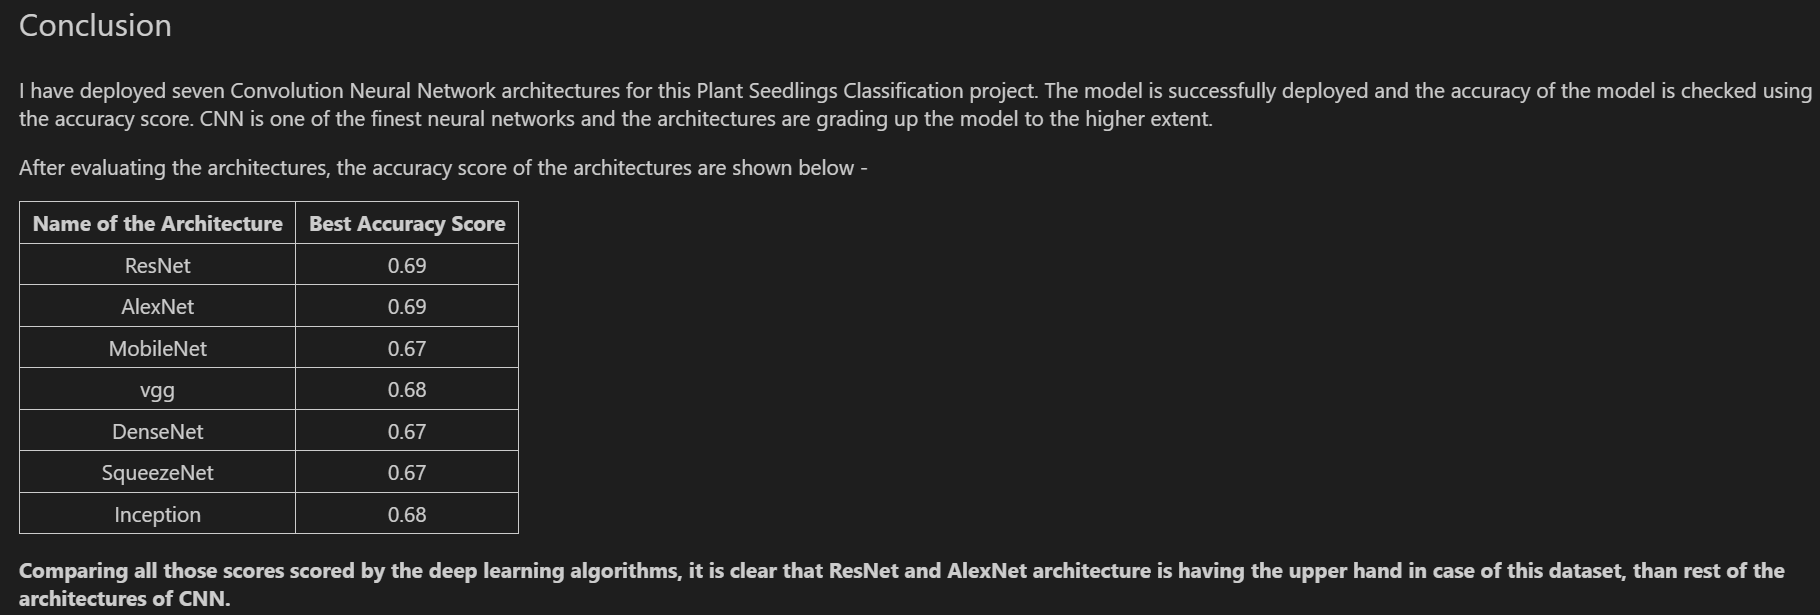 Conclusion
I have deployed seven Convolution Neural Network architectures for this Plant Seedlings Classification project. The model is successfully deployed and the accuracy of the model is checked using
the accuracy score. CNN is one of the finest neural networks and the architectures are grading up the model to the higher extent.
After evaluating the architectures, the accuracy score of the architectures are shown below -
Name of the Architecture Best Accuracy Score
ResNet 0.69
AlexNet 0.69
MobileNet 0.67
vgg 0.68
DenseNet 0.67
SqueezeNet 0.67
Inception 0.68
Comparing all those scores scored by the deep learning algorithms, it is clear that ResNet and AlexNet architecture is having the upper hand in case of this dataset, than rest of the
architectures of CNN.